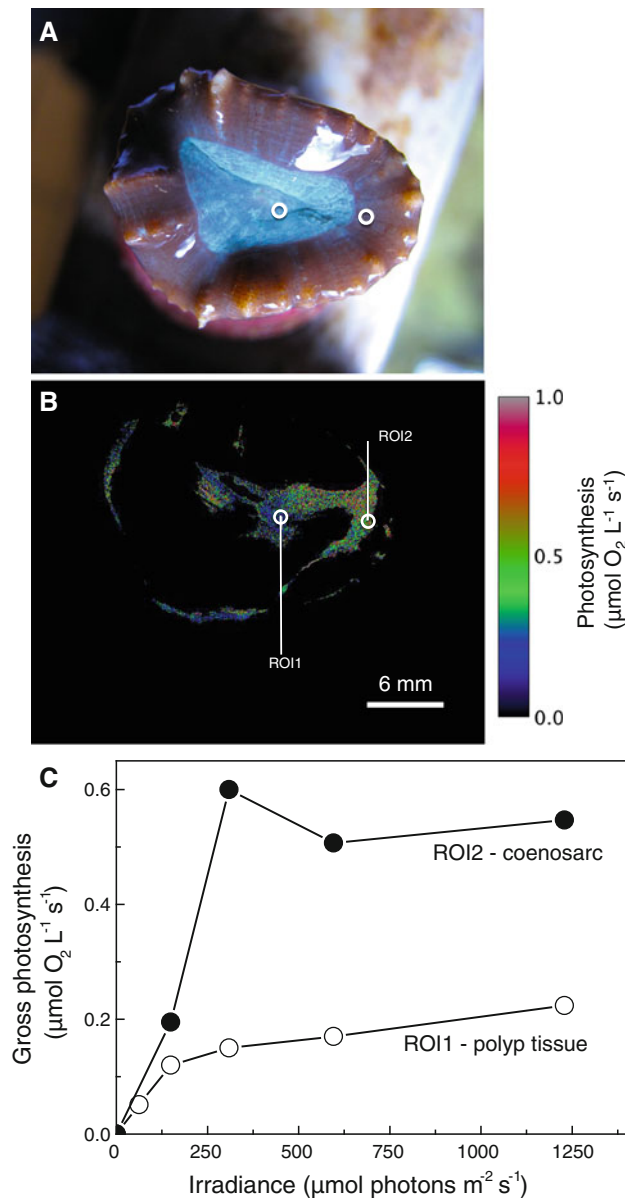 A
B
ROI2
ROI1
6 mm
1.0
0.5
0.0
Photosynthesis
(μmol O₂ L⁻¹ s⁻¹)
C
0.6
0.4
0.2
0.0
Gross photosynthesis
(μmol O₂ L⁻¹ s⁻¹)
ROI2 - coenosarc
ROI1 - polyp tissue
0 250 500 750 1000 1250
Irradiance (μmol photons m⁻² s⁻¹)